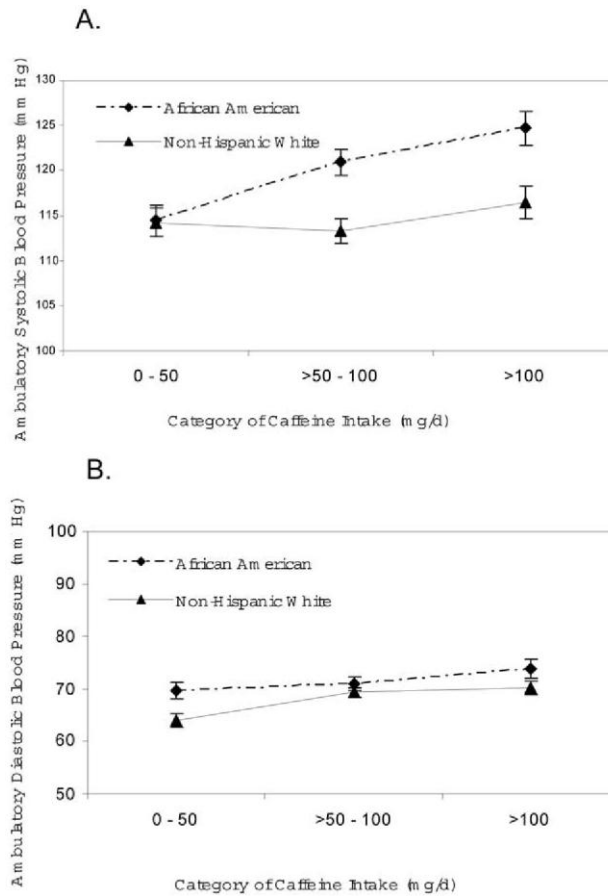 A.
Ambulatory Systolic Blood Pressure (mm Hg)
130
125
120
115
110
105
100
African American
Non-Hispanic White
0 - 50
>50 - 100
>100
Category of Caffeine Intake (mg/d)
B.
Ambulatory Diastolic Blood Pressure (mm Hg)
100
90
80
70
60
50
African American
Non-Hispanic White
0 - 50
>50 - 100
>100
Category of Caffeine Intake (mg/d)